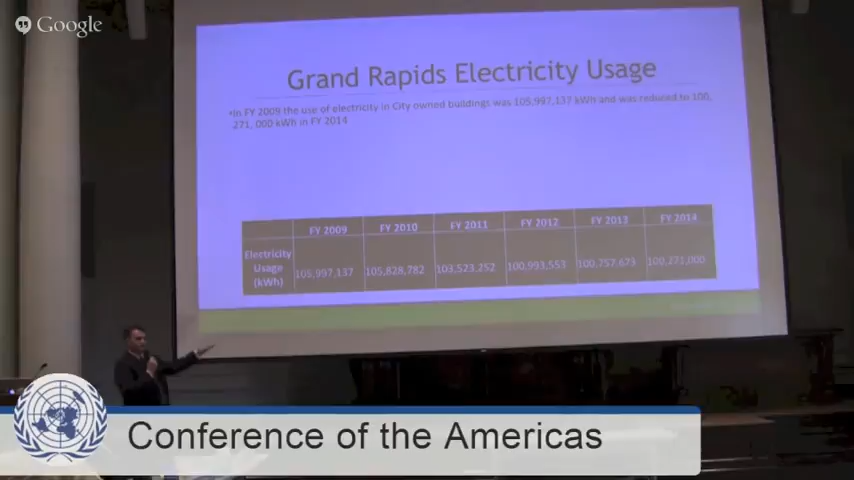 Google
Grand Rapids Electricity Usage
•In FY 2009 the use of electricity in City owned buildings was 105,997,137 kWh and was reduced to 100,
271, 000 kWh in FY 2014
FY 2009 FY 2010 FY 2011 FY 2012 FY 2013 FY 2014
Electricity
Usage
(kWh)
105,997,137 105,828,782 103,523,252 100,993,553 100,757,673 100,271,000
Conference of the Americas